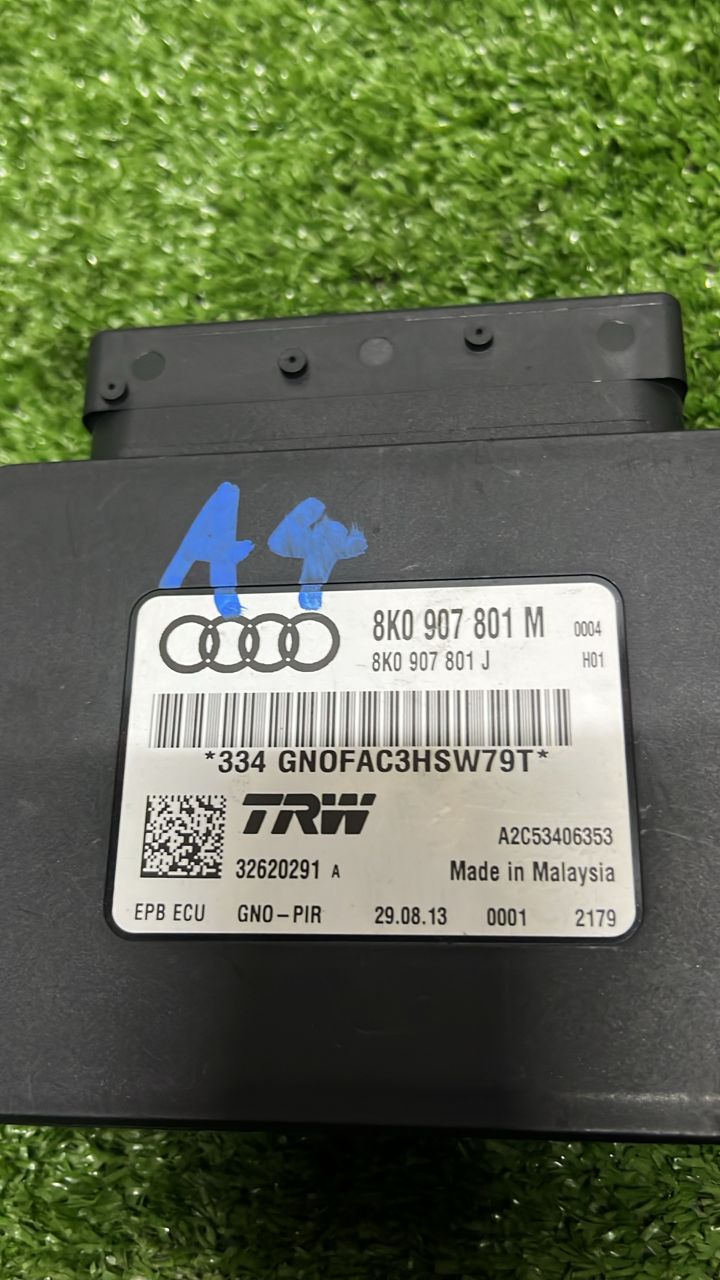 A4
8K0 907 801 M 0004
8K0 907 801 J H01
*334 GNOFAC3HSW79T*
TRW
A2C53406353
32620291 A Made in Malaysia
EPB ECU GNO-PIR 29.08.13 0001 2179